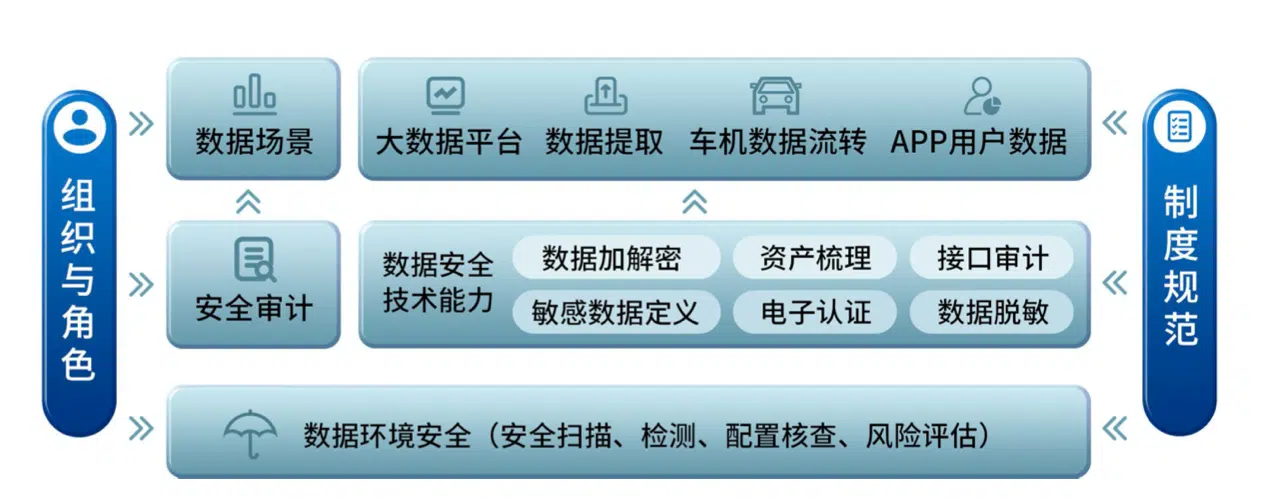 组织与角色
数据场景
大数据平台
数据提取
车机数据流转
APP用户数据
安全审计
数据安全
技术能力
数据加解密
资产梳理
接口审计
敏感数据定义
电子认证
数据脱敏
数据环境安全（安全扫描、检测、配置核查、风险评估）
制度规范